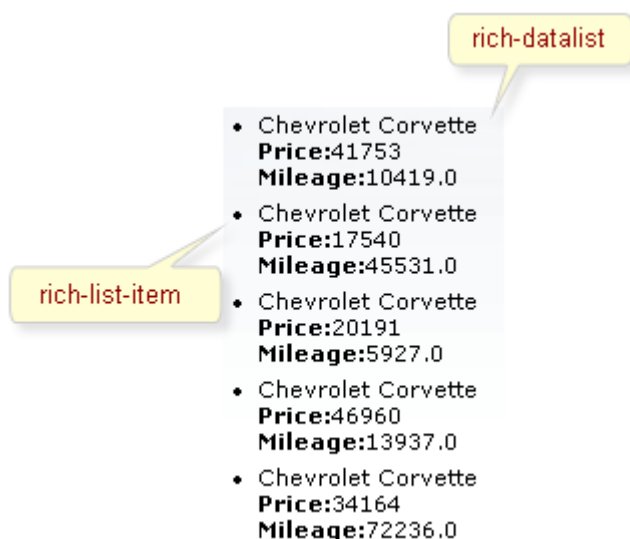 rich-datalist
• Chevrolet Corvette
Price:41753
Mileage:10419.0
• Chevrolet Corvette
Price:17540
Mileage:45531.0
rich-list-item
• Chevrolet Corvette
Price:20191
Mileage:5927.0
• Chevrolet Corvette
Price:46960
Mileage:13937.0
• Chevrolet Corvette
Price:34164
Mileage:72236.0